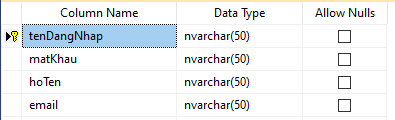 Column Name Data Type Allow Nulls
tenDangNhap nvarchar(50)
matKhau nvarchar(50)
hoTen nvarchar(50)
email nvarchar(50)